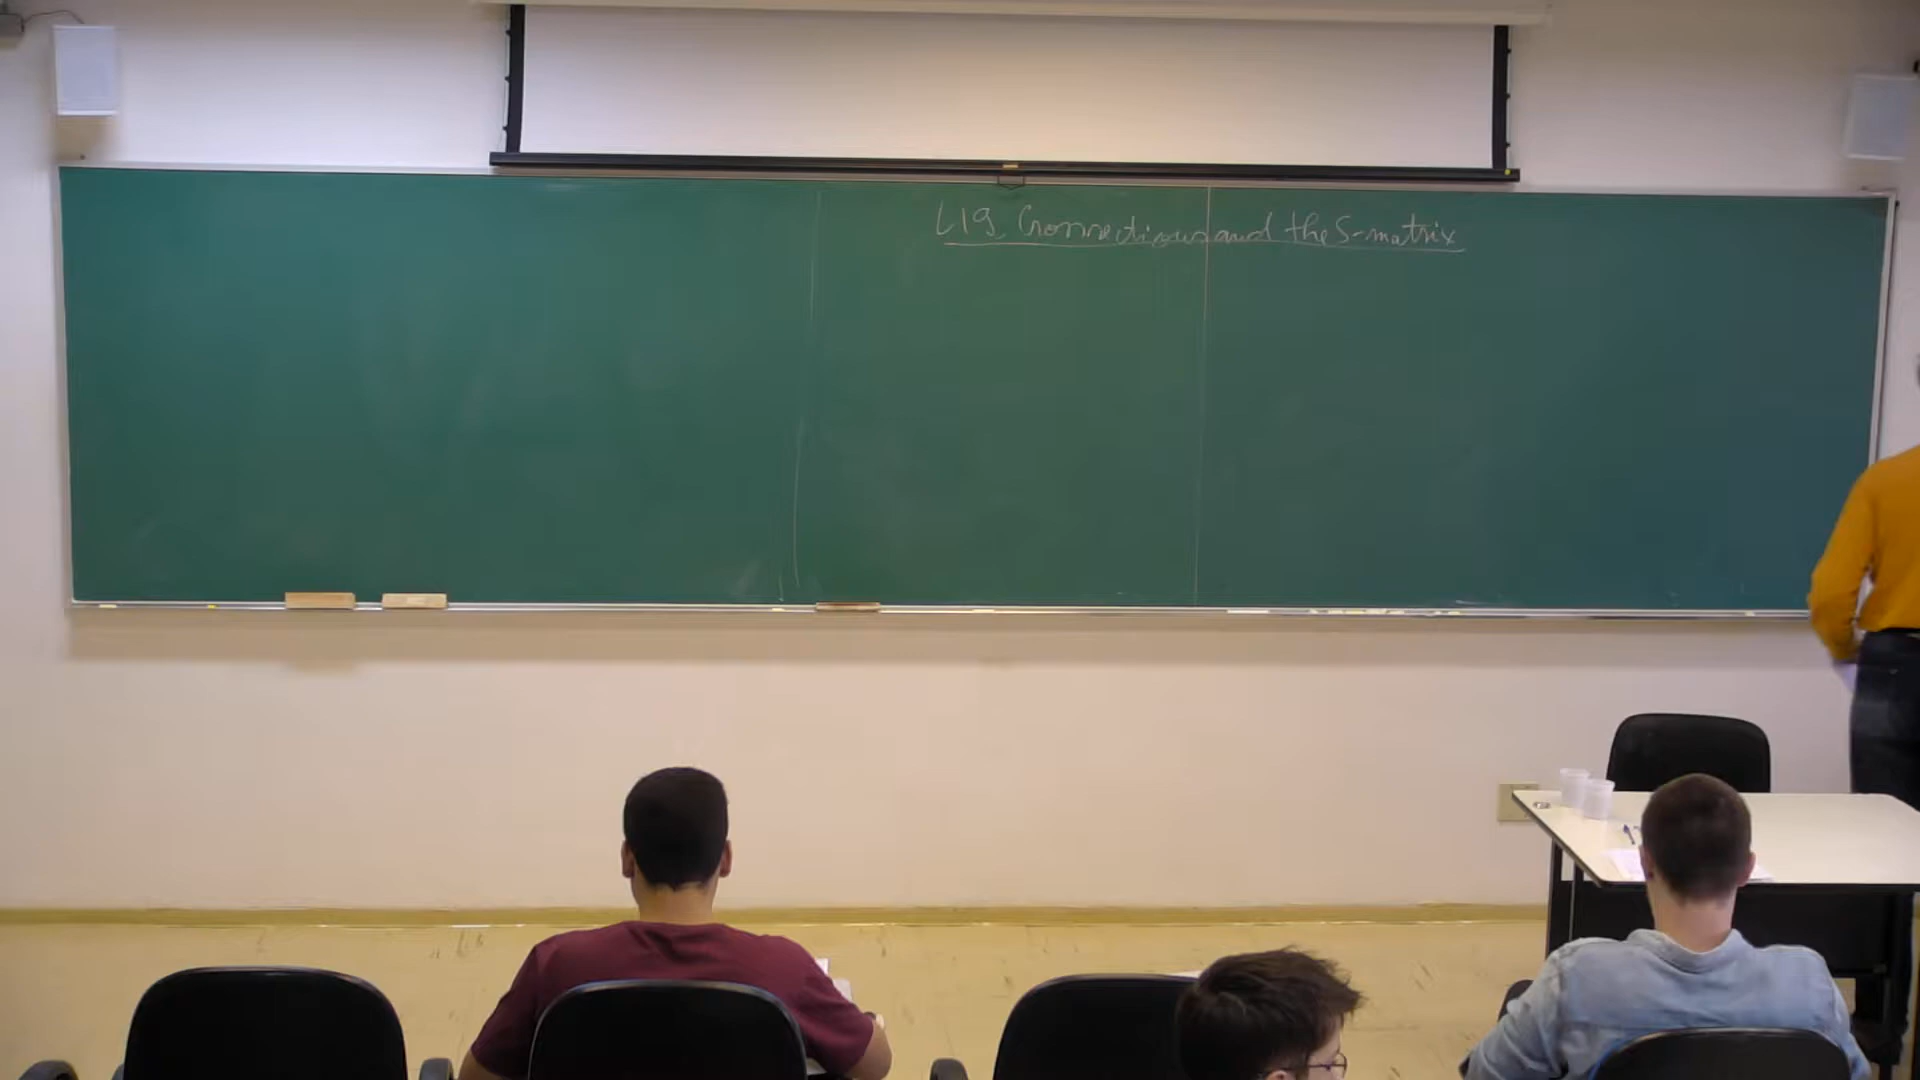 L19. Connections and the S-matrix